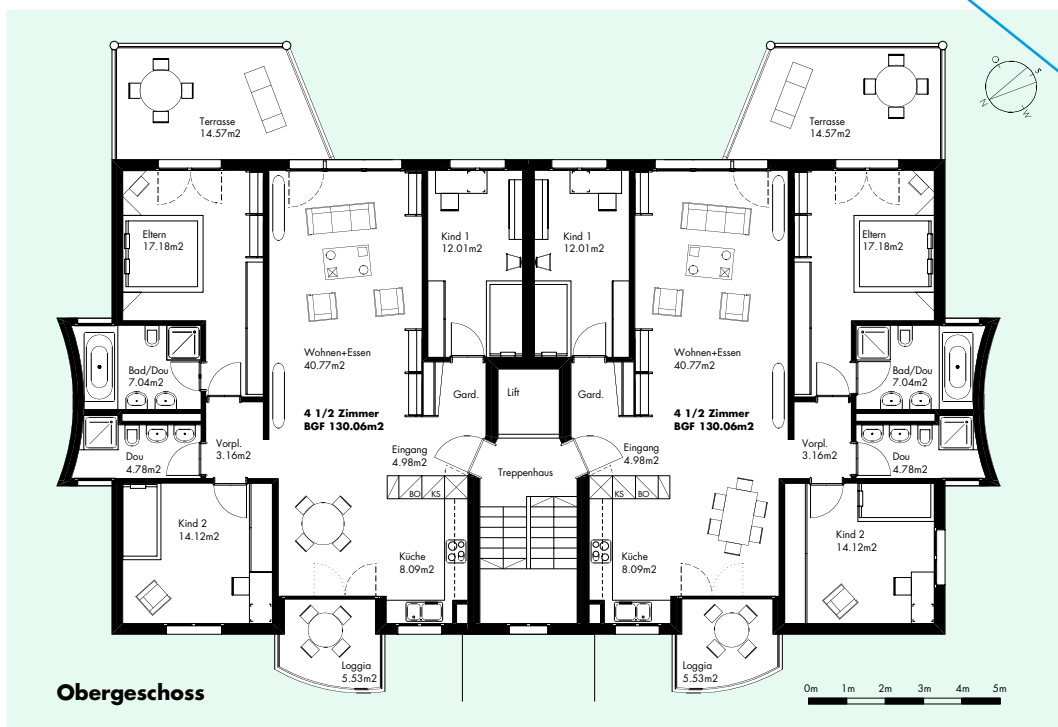 O
S
N
W
Terrasse
14.57m2
Terrasse
14.57m2
Eltern
17.18m2
Kind 1
12.01m2
Kind 1
12.01m2
Eltern
17.18m2
Wohnen+Essen
40.77m2
Wohnen+Essen
40.77m2
Bad/Dou
7.04m2
Bad/Dou
7.04m2
Gard.
Lift
Gard.
4 1/2 Zimmer
BGF 130.06m2
4 1/2 Zimmer
BGF 130.06m2
Dou
4.78m2
Vorpl.
3.16m2
Eingang
4.98m2
Treppenhaus
Eingang
4.98m2
Vorpl.
3.16m2
Dou
4.78m2
BO
KS
KS
BO
Kind 2
14.12m2
Küche
8.09m2
Küche
8.09m2
Kind 2
14.12m2
Loggia
5.53m2
Loggia
5.53m2
Obergeschoss
0m 1m 2m 3m 4m 5m